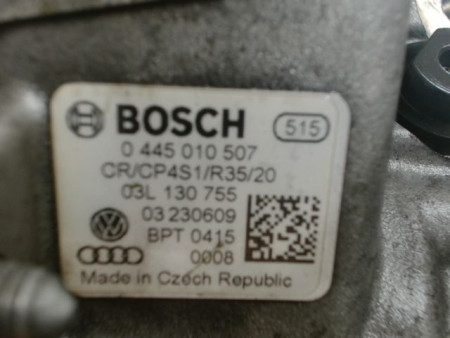 BOSCH 515
0 445 010 507
CR/CP4S1/R35/20
03L 130 755
03 230609
BPT 0415
0008
Made in Czech Republic